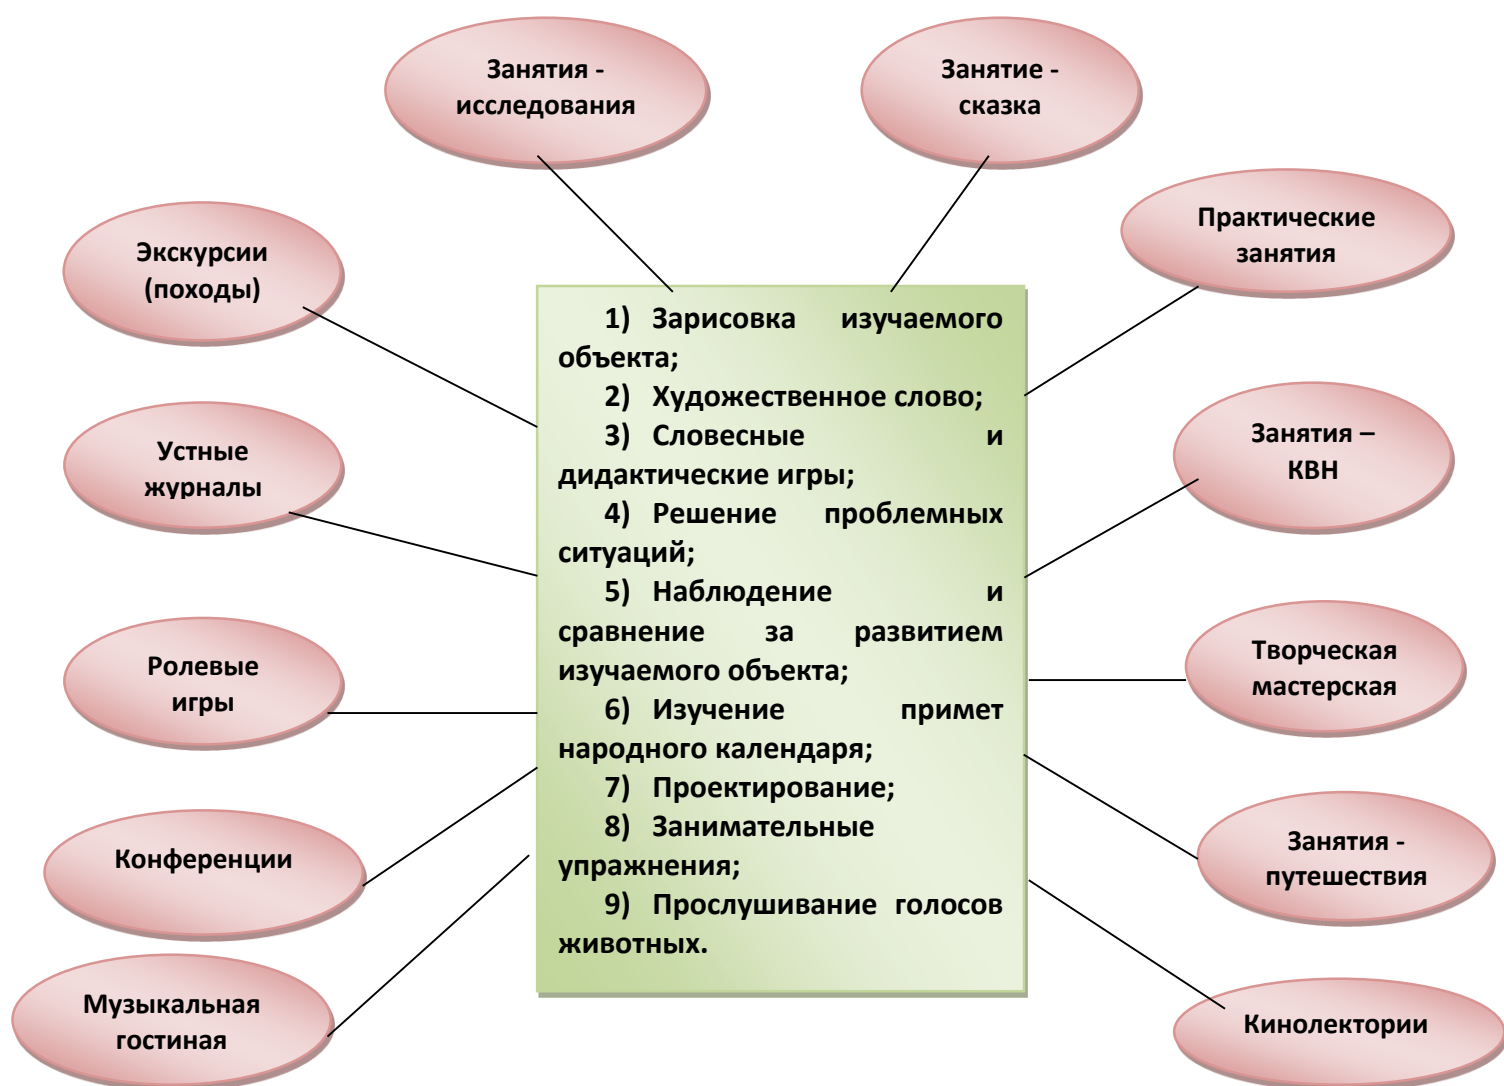 Занятия -
исследования
Занятие -
сказка
Экскурсии
(походы)
Практические
занятия
Устные
журналы
Занятия –
КВН
Ролевые
игры
Творческая
мастерская
Конференции
Занятия -
путешествия
Музыкальная
гостиная
Кинолектории
1) Зарисовка изучаемого
объекта;
2) Художественное слово;
3) Словесные и
дидактические игры;
4) Решение проблемных
ситуаций;
5) Наблюдение и
сравнение за развитием
изучаемого объекта;
6) Изучение примет
народного календаря;
7) Проектирование;
8) Занимательные
упражнения;
9) Прослушивание голосов
животных.